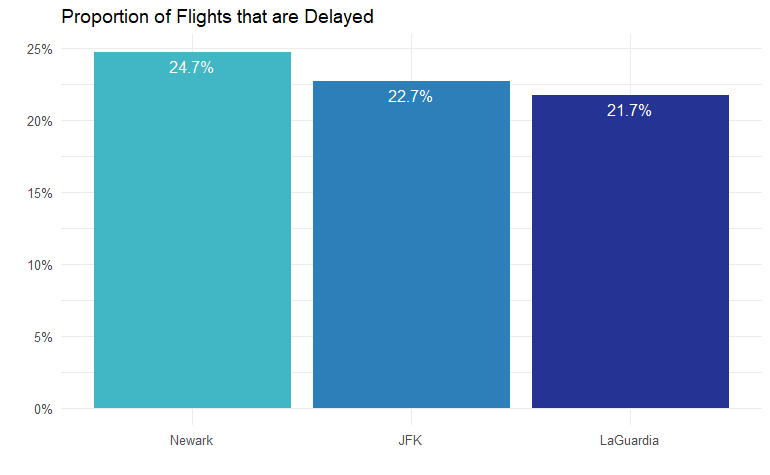 Proportion of Flights that are Delayed
25%
24.7%
22.7%
21.7%
20%
15%
10%
5%
0%
Newark
JFK
LaGuardia